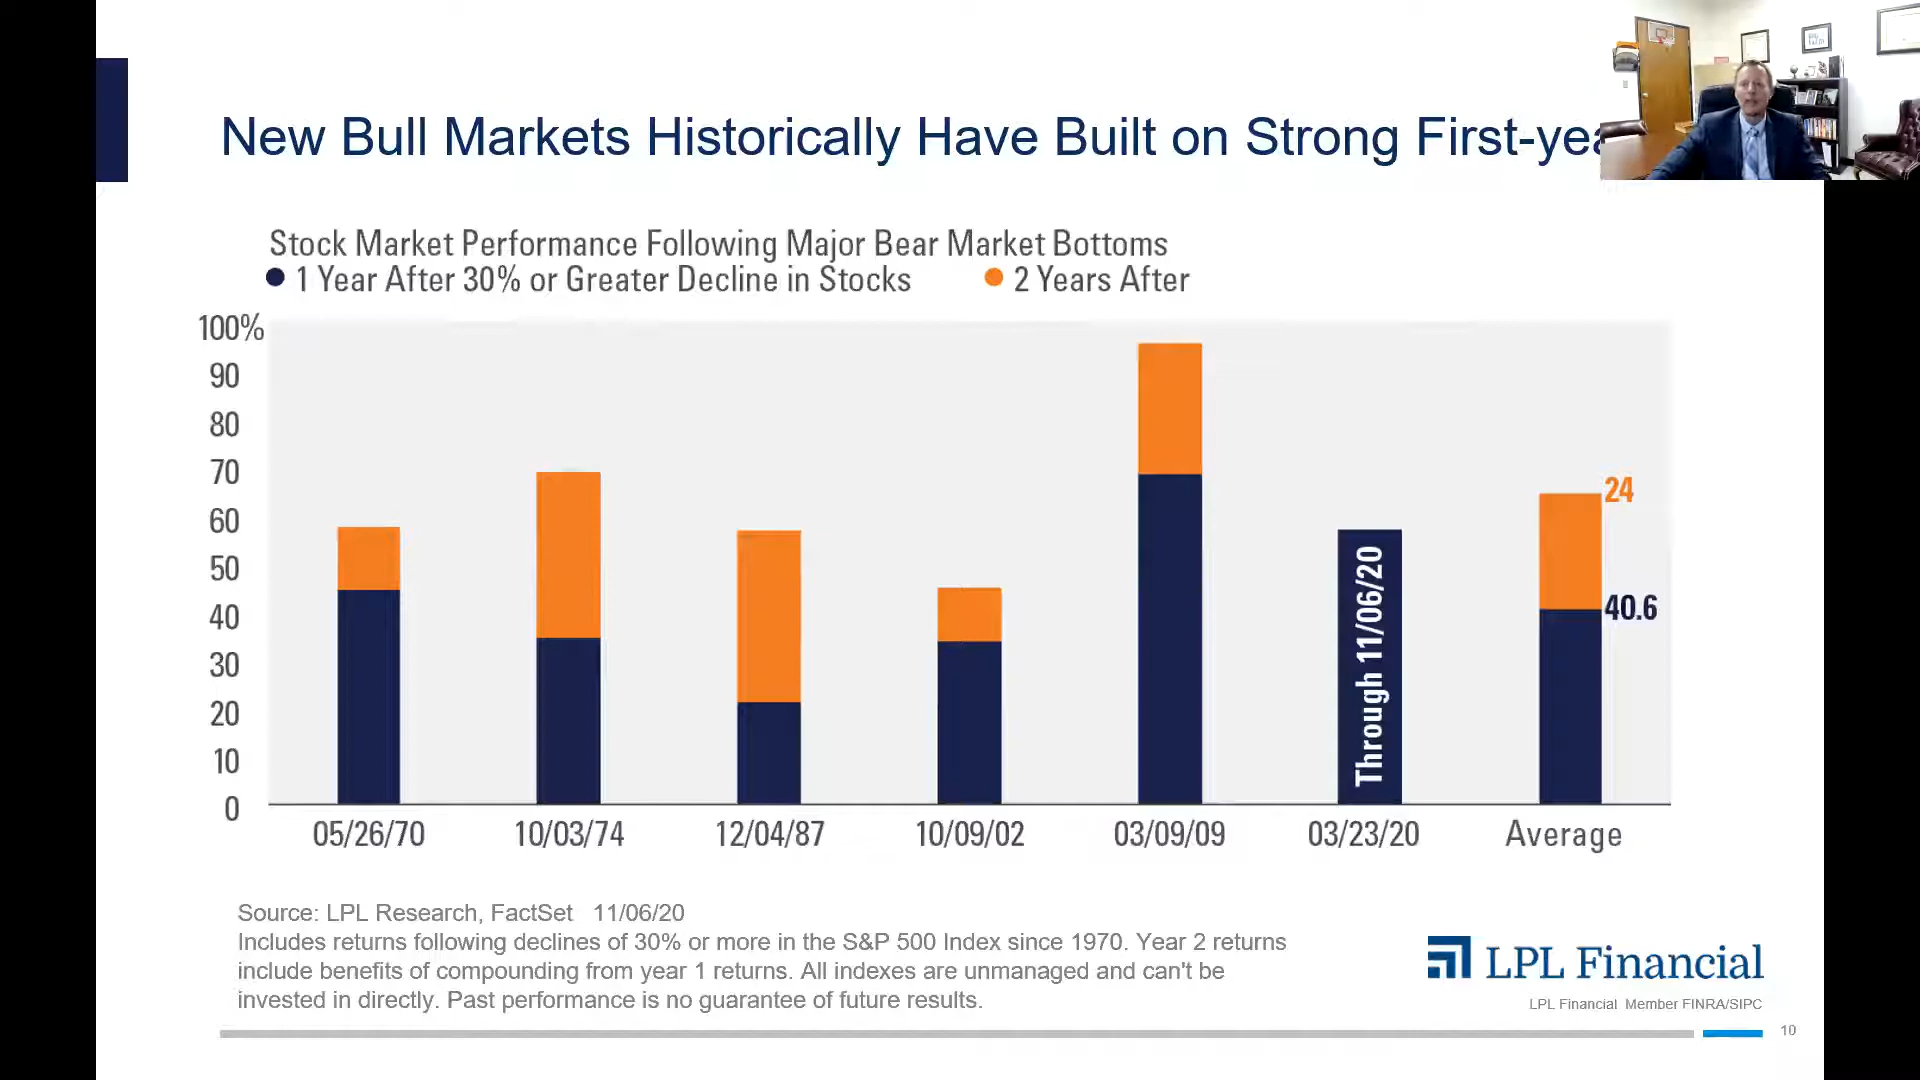 New Bull Markets Historically Have Built on Strong First-yea
Stock Market Performance Following Major Bear Market Bottoms
1 Year After 30% or Greater Decline in Stocks
2 Years After
100%
90
80
70
60
50
40
30
20
10
0
24
40.6
Through 11/06/20
05/26/70
10/03/74
12/04/87
10/09/02
03/09/09
03/23/20
Average
Source: LPL Research, FactSet 11/06/20
Includes returns following declines of 30% or more in the S&P 500 Index since 1970. Year 2 returns
include benefits of compounding from year 1 returns. All indexes are unmanaged and can't be
invested in directly. Past performance is no guarantee of future results.
LPL Financial
LPL Financial Member FINRA/SIPC
10